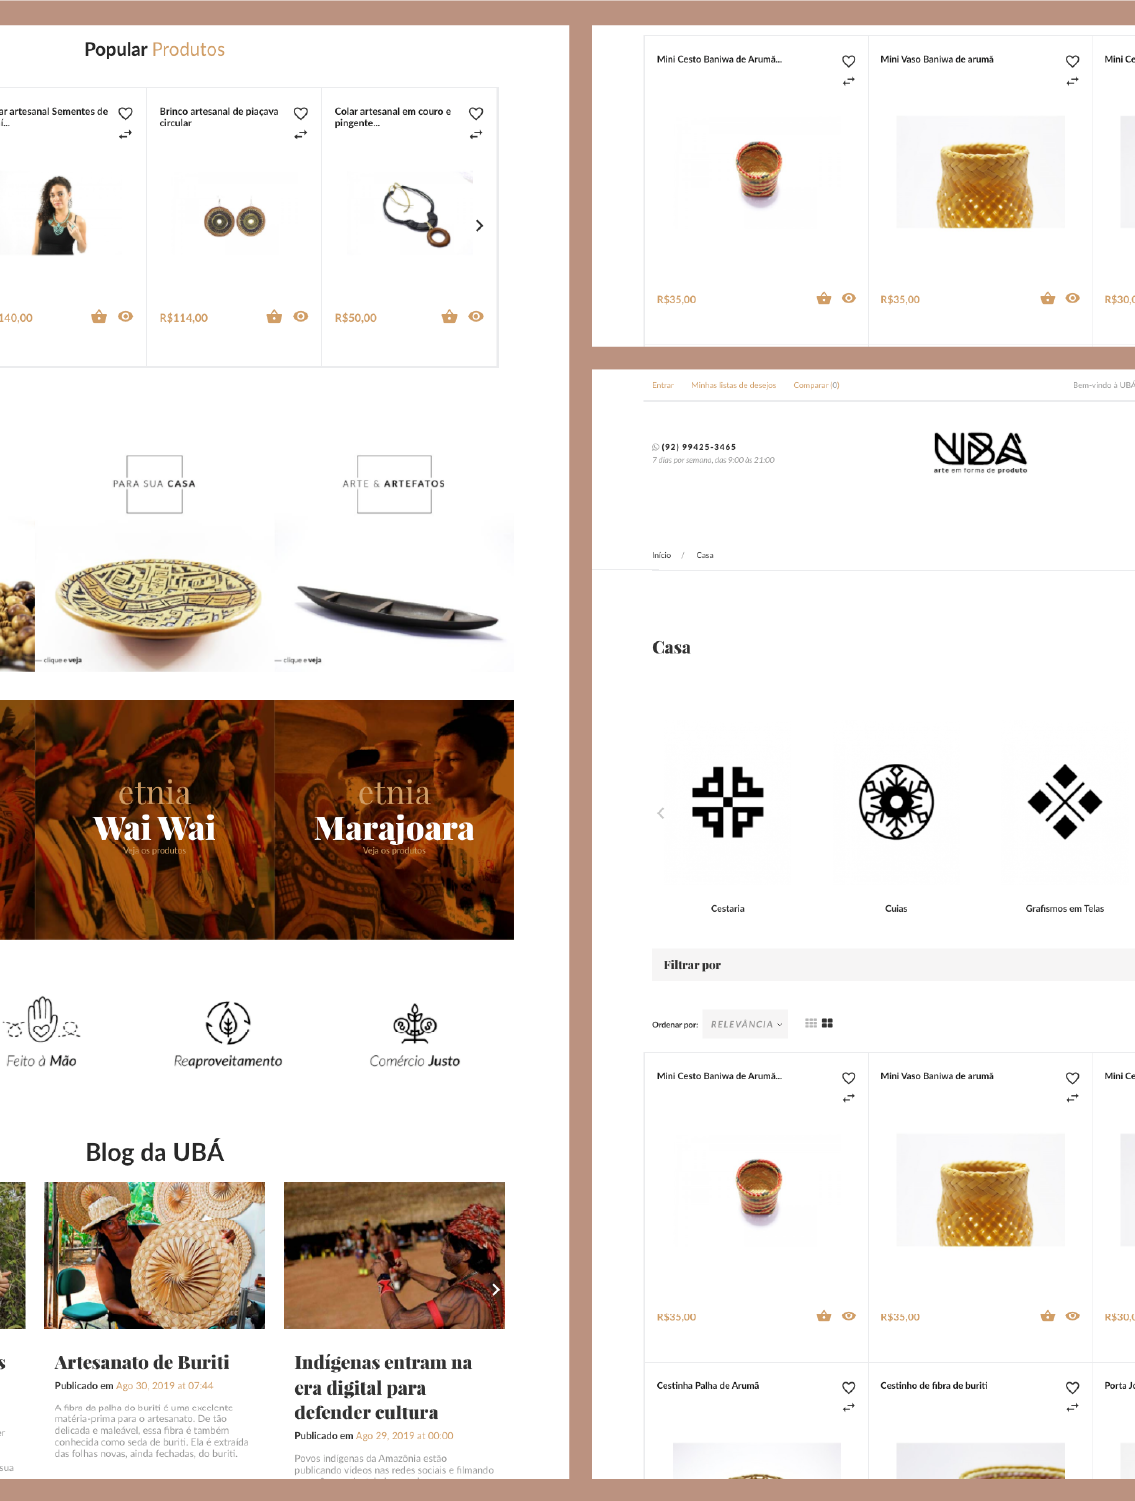 Popular Produtos
ar artesanal Sementes de
í...
Brinco artesanal de piaçava
circular
Colar artesanal em couro e
pingente...
140,00
R$114,00
R$50,00
PARA SUA CASA
ARTE & ARTEFATOS
— clique e veja
— clique e veja
etnia
Wai Wai
Veja os produtos
etnia
Marajoara
Veja os produtos
Feito à Mão
Reaproveitamento
Comércio Justo
Blog da UBÁ
s
er
sua
Artesanato de Buriti
Publicado em Ago 30, 2019 at 07:44
A fibra da palha do buriti é uma excelente
matéria-prima para o artesanato. De tão
delicada e maleável, essa fibra é também
conhecida como seda de buriti. Ela é extraída
das folhas novas, ainda fechadas, do buriti.
Indígenas entram na
era digital para
defender cultura
Publicado em Ago 29, 2019 at 00:00
Povos indígenas da Amazônia estão
publicando vídeos nas redes sociais e filmando
Mini Cesto Baniwa de Arumã...
Mini Vaso Baniwa de arumã
Mini Ce
R$35,00
R$35,00
R$30,0
Entrar
Minhas listas de desejos
Comparar (0)
Bem-vindo à UBÁ
(92) 99425-3465
7 dias por semana, das 9:00 às 21:00
UBÁ
arte em forma de produto
Início / Casa
Casa
Cestaria
Cuias
Grafismos em Telas
Filtrar por
Ordenar por: RELEVÂNCIA
Mini Cesto Baniwa de Arumã...
Mini Vaso Baniwa de arumã
Mini Ce
R$35,00
R$35,00
R$30,0
Cestinha Palha de Arumã
Cestinho de fibra de buriti
Porta Jo